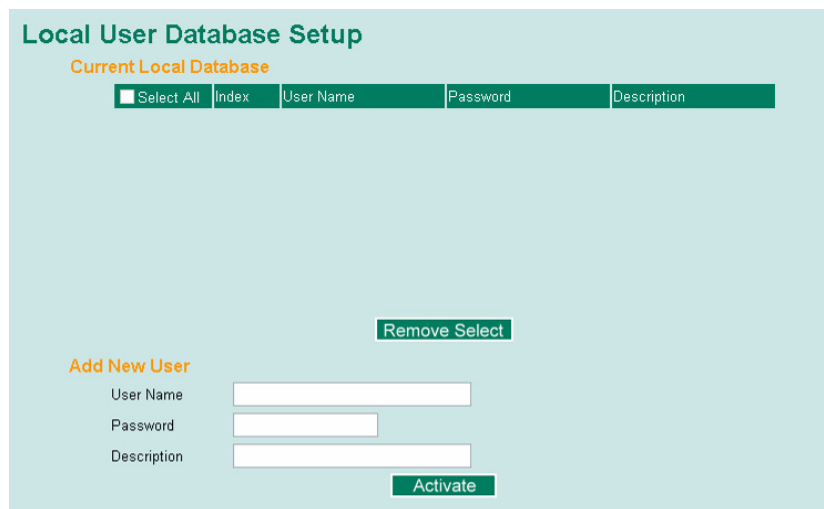 Local User Database Setup
Current Local Database
Select All Index User Name Password Description
Remove Select
Add New User
User Name
Password
Description
Activate